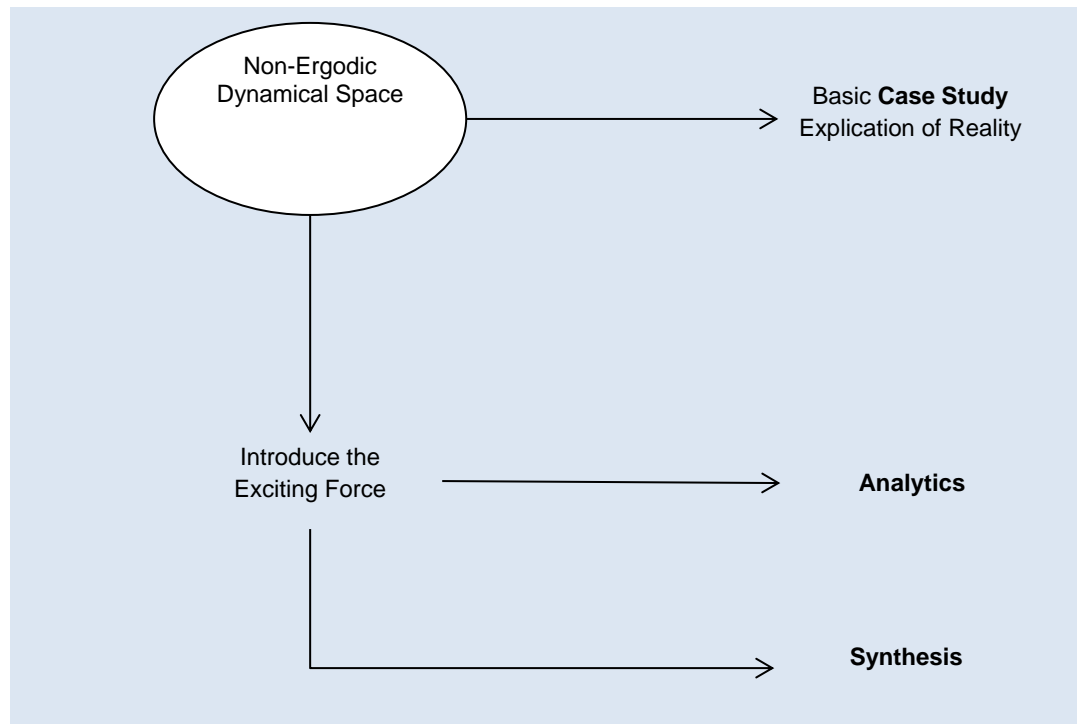 Non-Ergodic
Dynamical Space
Basic Case Study
Explication of Reality
Introduce the
Exciting Force
Analytics
Synthesis